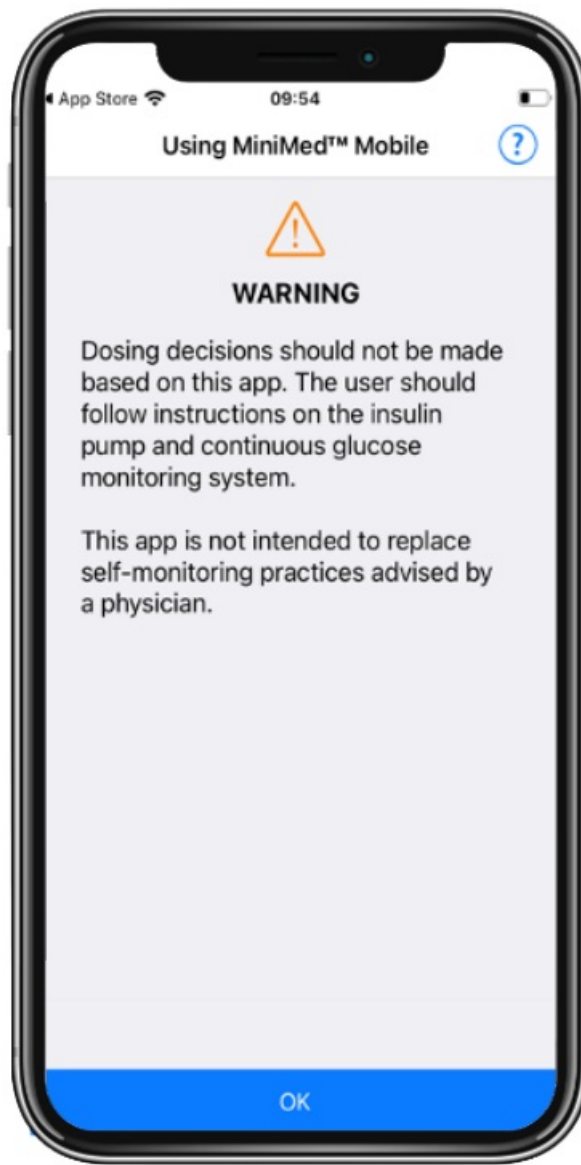 App Store
09:54
Using MiniMed™ Mobile
?
WARNING
Dosing decisions should not be made
based on this app. The user should
follow instructions on the insulin
pump and continuous glucose
monitoring system.
This app is not intended to replace
self-monitoring practices advised by
a physician.
OK